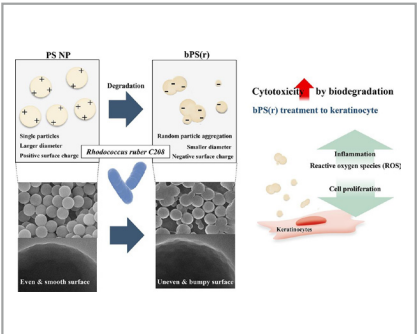 PS NP
bPS(r)
Degradation
Single particles
Larger diameter
Positive surface charge
Random particle aggregation
Smaller diameter
Negative surface charge
Rhodococcus ruber C208
Even & smooth surface
Uneven & bumpy surface
Cytotoxicity by biodegradation
bPS(r) treatment to keratinocyte
Inflammation
Reactive oxygen species (ROS)
Cell proliferation
Keratinocytes